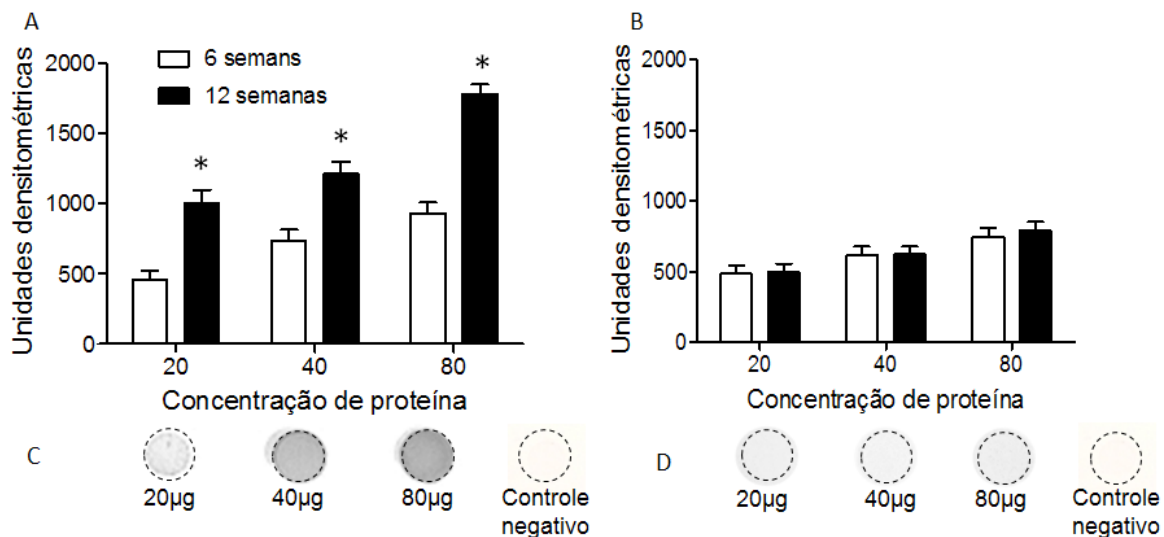 A
Unidades densitométricas
2000
1500
1000
500
0
6 semans
12 semanas
*
*
*
20
40
80
Concentração de proteína
B
Unidades densitométricas
2000
1500
1000
500
0
20
40
80
Concentração de proteína
C
20µg
40µg
80µg
Controle
negativo
D
20µg
40µg
80µg
Controle
negativo